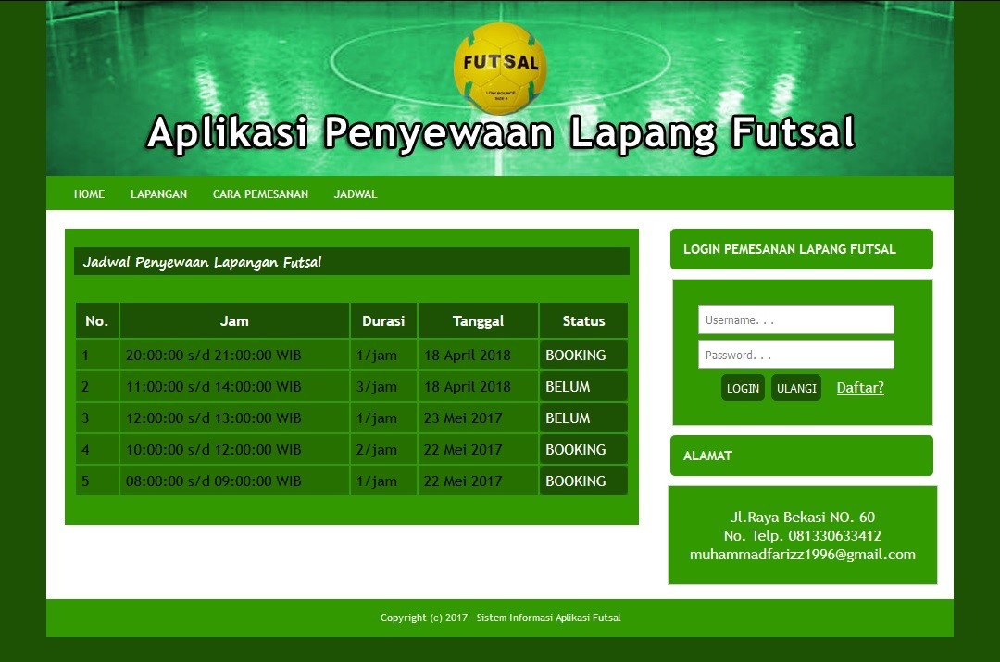 FUTSAL
LOW BOUNCE
SIZE 4
Aplikasi Penyewaan Lapang Futsal
HOME LAPANGAN CARA PEMESANAN JADWAL
Jadwal Penyewaan Lapangan Futsal
No. Jam Durasi Tanggal Status
1 20:00:00 s/d 21:00:00 WIB 1/jam 18 April 2018 BOOKING
2 11:00:00 s/d 14:00:00 WIB 3/jam 18 April 2018 BELUM
3 12:00:00 s/d 13:00:00 WIB 1/jam 23 Mei 2017 BELUM
4 10:00:00 s/d 12:00:00 WIB 2/jam 22 Mei 2017 BOOKING
5 08:00:00 s/d 09:00:00 WIB 1/jam 22 Mei 2017 BOOKING
LOGIN PEMESANAN LAPANG FUTSAL
Username. . .
Password. . .
LOGIN ULANGI Daftar?
ALAMAT
Jl.Raya Bekasi NO. 60
No. Telp. 081330633412
muhammadfarizz1996@gmail.com
Copyright (c) 2017 - Sistem Informasi Aplikasi Futsal